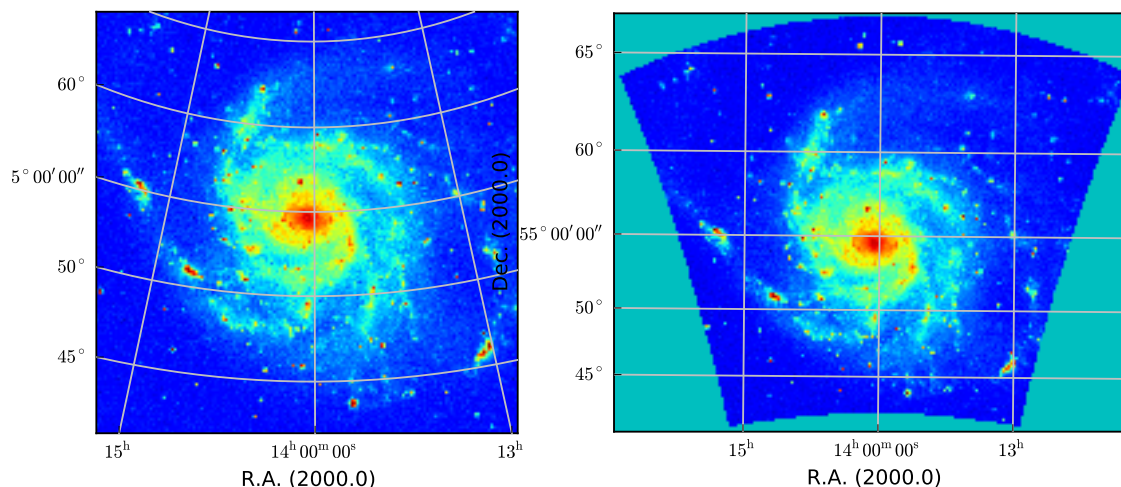 60°
5°00′00″
50°
45°
15ʰ
14ʰ00ᵐ00ˢ
13ʰ
R.A. (2000.0)
Dec. (2000.0)
65°
60°
55°00′00″
50°
45°
15ʰ
14ʰ00ᵐ00ˢ
13ʰ
R.A. (2000.0)